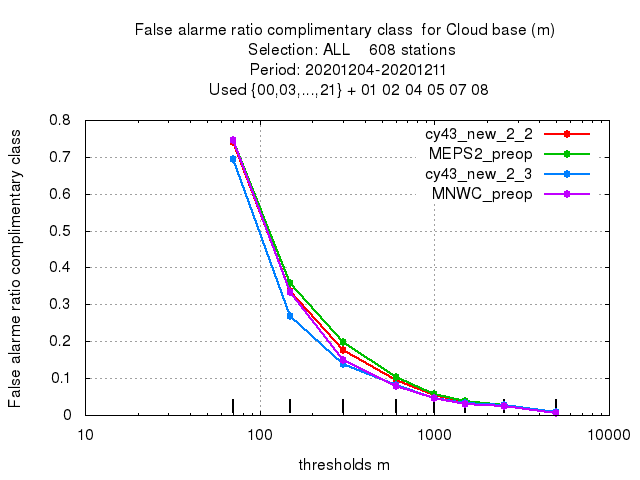 False alarme ratio complimentary class  for Cloud base (m)
Selection: ALL    608 stations
Period: 20201204-20201211
Used {00,03,...,21} + 01 02 04 05 07 08
False alarme ratio complimentary class
0.8
0.7
0.6
0.5
0.4
0.3
0.2
0.1
0
cy43_new_2_2
MEPS2_preop
cy43_new_2_3
MNWC_preop
10 100 1000 10000
thresholds m